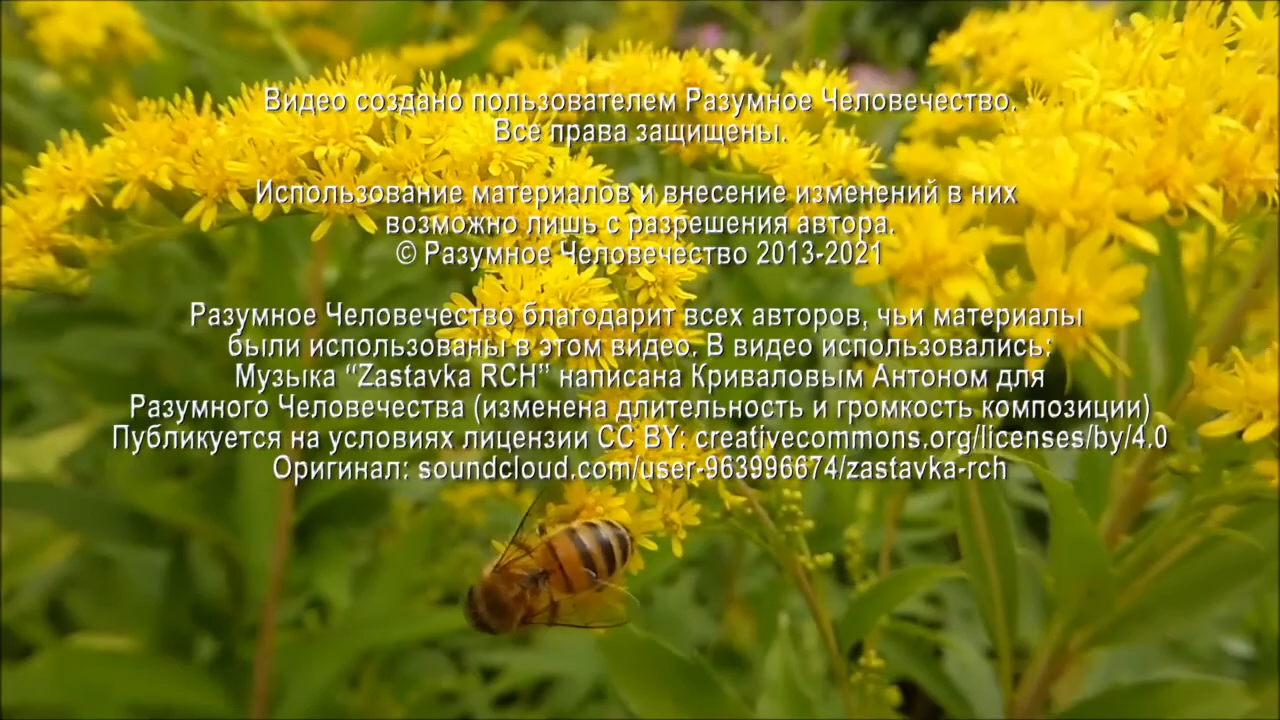 Видео создано пользователем Разумное Человечество.
Все права защищены.
Использование материалов и внесение изменений в них
возможно лишь с разрешения автора.
© Разумное Человечество 2013-2021
Разумное Человечество благодарит всех авторов, чьи материалы
были использованы в этом видео. В видео использовались:
Музыка “Zastavka RCH” написана Криваловым Антоном для
Разумного Человечества (изменена длительность и громкость композиции)
Публикуется на условиях лицензии CC BY: creativecommons.org/licenses/by/4.0
Оригинал: soundcloud.com/user-963996674/zastavka-rch